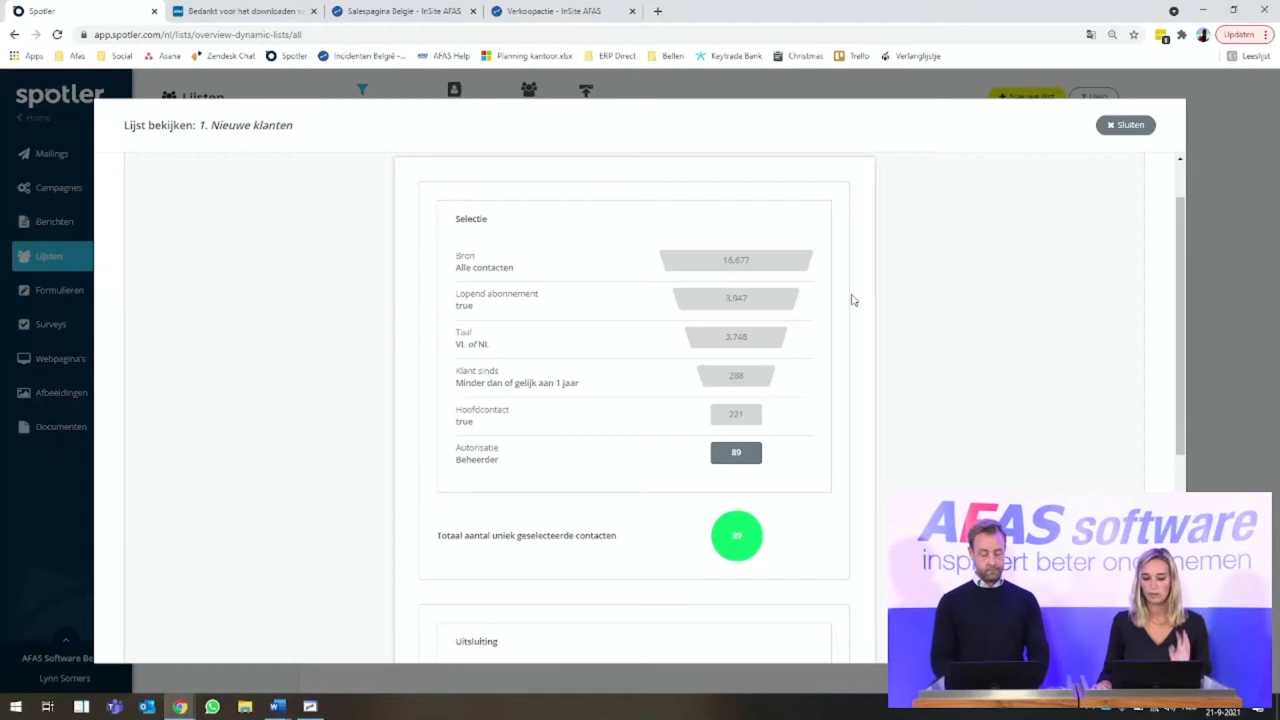 Spotler
Bedankt voor het downloaden s
Salespagina België - InSite AFAS
Verkoopactie - InSite AFAS
app.spotler.com/nl/lists/overview-dynamic-lists/all
Updaten
Apps
Afas
Social
Asana
Zendesk Chat
Spotler
Incidenten België -...
AFAS Help
Planning kantoor.xlsx
ERP Direct
Bellen
Keytrade Bank
Christmas
Trello
Verlanglijstje
Leeslijst
spotler
Home
Mailings
Campagnes
Berichten
Lijsten
Formulieren
Surveys
Webpagina's
Afbeeldingen
Documenten
AFAS Software Be
Lynn Somers
Lijsten
Nieuwe lijst
? Help
Lijst bekijken: 1. Nieuwe klanten
Sluiten
Selectie
Bron
Alle contacten
16.677
Lopend abonnement
true
3.947
Taal
VL of NL
3.748
Klant sinds
Minder dan of gelijk aan 1 jaar
288
Hoofdcontact
true
221
Autorisatie
Beheerder
89
Totaal aantal uniek geselecteerde contacten
89
Uitsluiting
AFAS software
inspireert beter ondernemen
21-9-2021